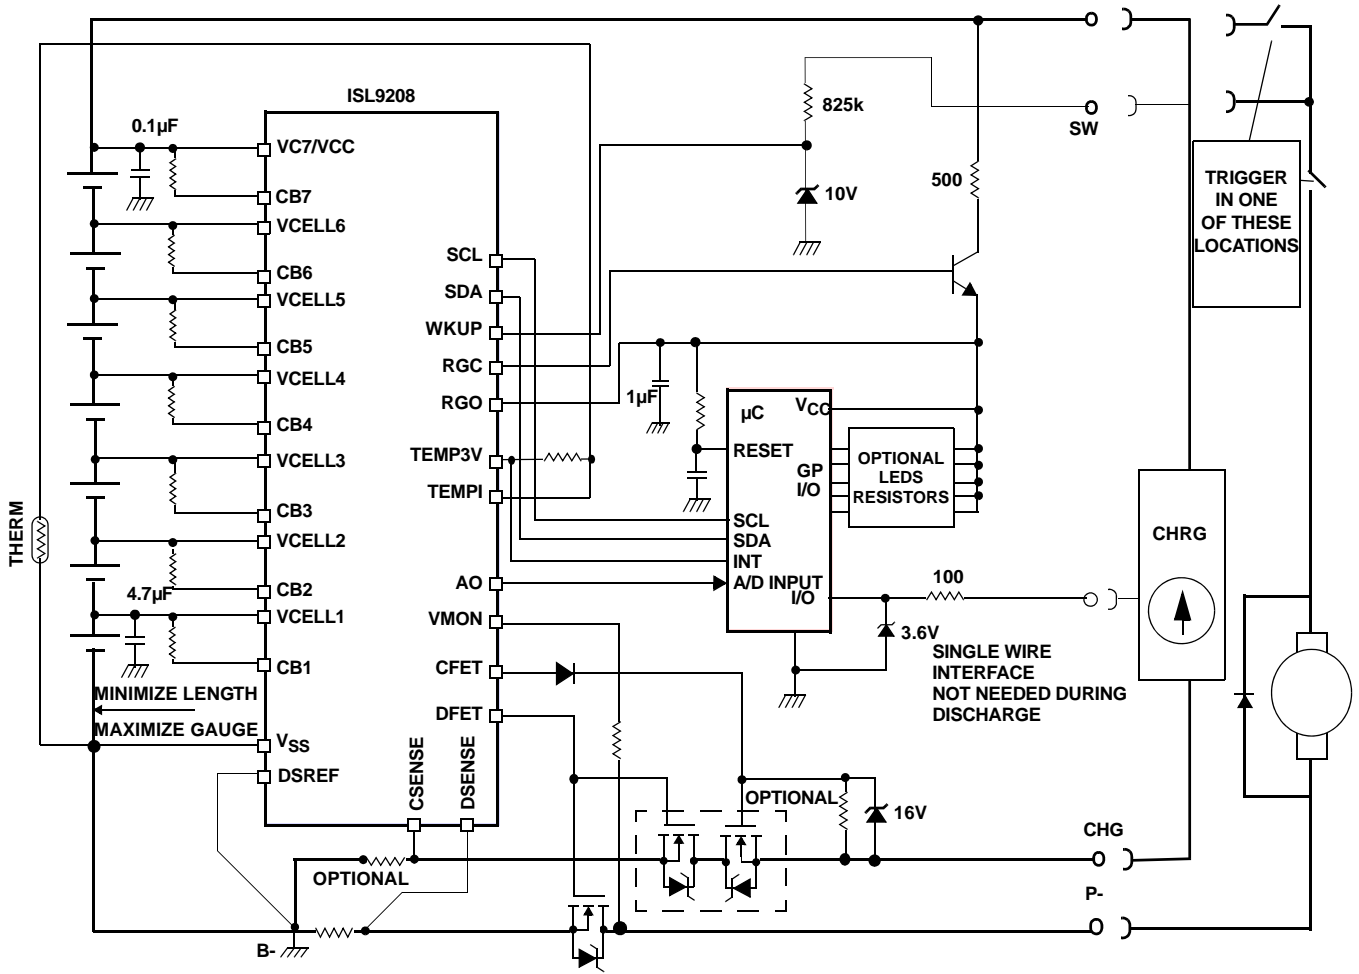 ISL9208
0.1µF
VC7/VCC
CB7
VCELL6
CB6
VCELL5
CB5
VCELL4
CB4
VCELL3
CB3
VCELL2
CB2
4.7µF
VCELL1
CB1
MINIMIZE LENGTH
MAXIMIZE GAUGE
VSS
DSREF
THERM
SCL
SDA
WKUP
RGC
RGO
TEMP3V
TEMPI
AO
VMON
CFET
DFET
CSENSE
DSENSE
OPTIONAL
B-
825k
10V
500
SW
1µF
µC
VCC
RESET
GP
I/O
SCL
SDA
INT
A/D INPUT
I/O
OPTIONAL
LEDS
RESISTORS
100
3.6V
SINGLE WIRE
INTERFACE
NOT NEEDED DURING
DISCHARGE
OPTIONAL
16V
TRIGGER
IN ONE
OF THESE
LOCATIONS
CHRG
CHG
P-